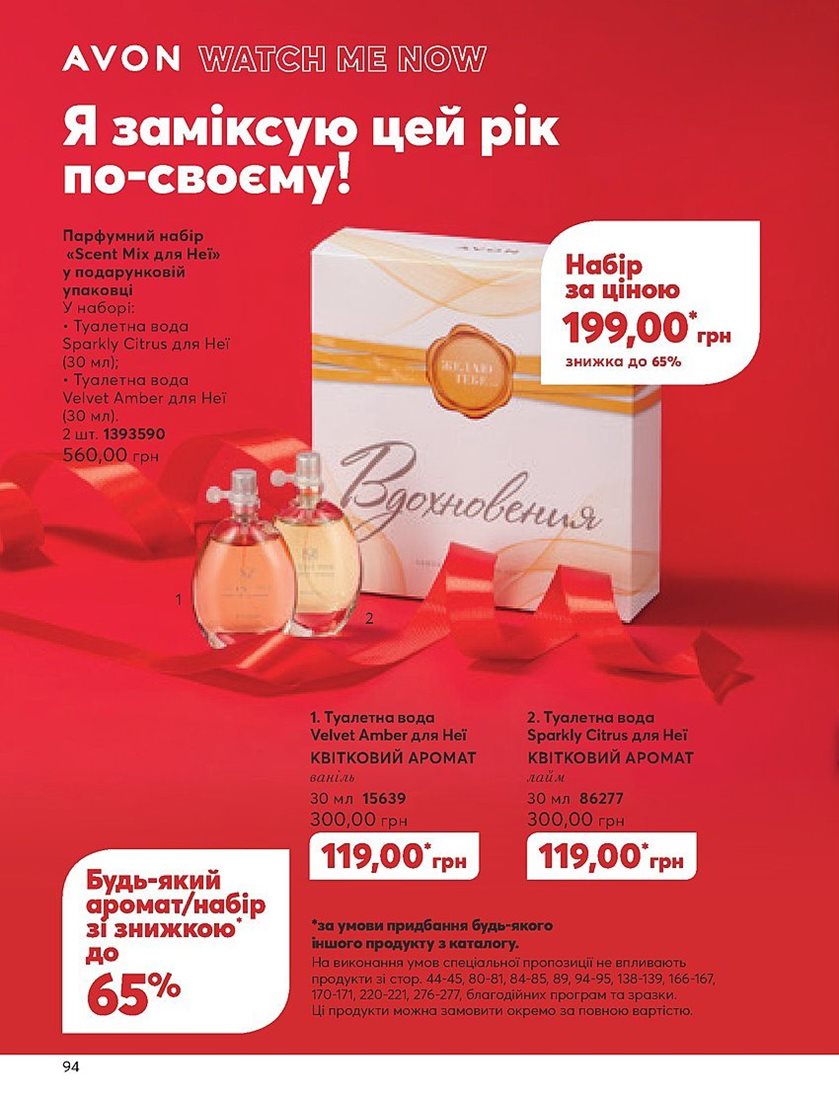 AVON WATCH ME NOW
Я заміксую цей рік
по-своєму!
Парфумний набір
«Scent Mix для Неї»
у подарунковій
упаковці
У наборі:
• Туалетна вода
Sparkly Citrus для Неї
(30 мл);
• Туалетна вода
Velvet Amber для Неї
(30 мл).
2 шт. 1393590
560,00 грн
AVON
ЖЕЛАЮ
ТЕБЕ...
Вдохновения
Набір
за ціною
199,00* грн
знижка до 65%
1
2
1. Туалетна вода
Velvet Amber для Неї
КВІТКОВИЙ АРОМАТ
ваніль
30 мл 15639
300,00 грн
119,00* грн
2. Туалетна вода
Sparkly Citrus для Неї
КВІТКОВИЙ АРОМАТ
лайм
30 мл 86277
300,00 грн
119,00* грн
Будь-який
аромат/набір
зі знижкою*
до
65%
*за умови придбання будь-якого
іншого продукту з каталогу.
На виконання умов спеціальної пропозиції не впливають
продукти зі стор. 44-45, 80-81, 84-85, 89, 94-95, 138-139, 166-167,
170-171, 220-221, 276-277, благодійних програм та зразки.
Ці продукти можна замовити окремо за повною вартістю.
94